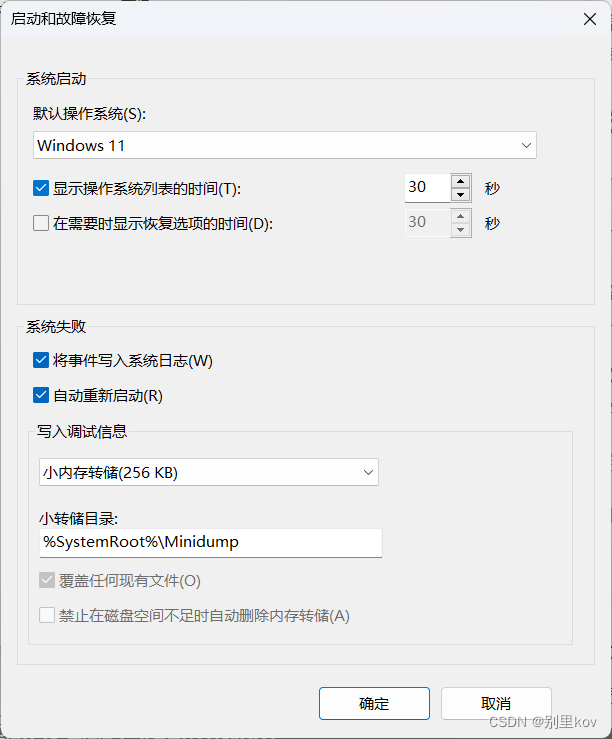 启动和故障恢复
系统启动
默认操作系统(S):
Windows 11
显示操作系统列表的时间(T): 30 秒
在需要时显示恢复选项的时间(D): 30 秒
系统失败
将事件写入系统日志(W)
自动重新启动(R)
写入调试信息
小内存转储(256 KB)
小转储目录:
%SystemRoot%\Minidump
覆盖任何现有文件(O)
禁止在磁盘空间不足时自动删除内存转储(A)
确定 取消
CSDN @别里kov